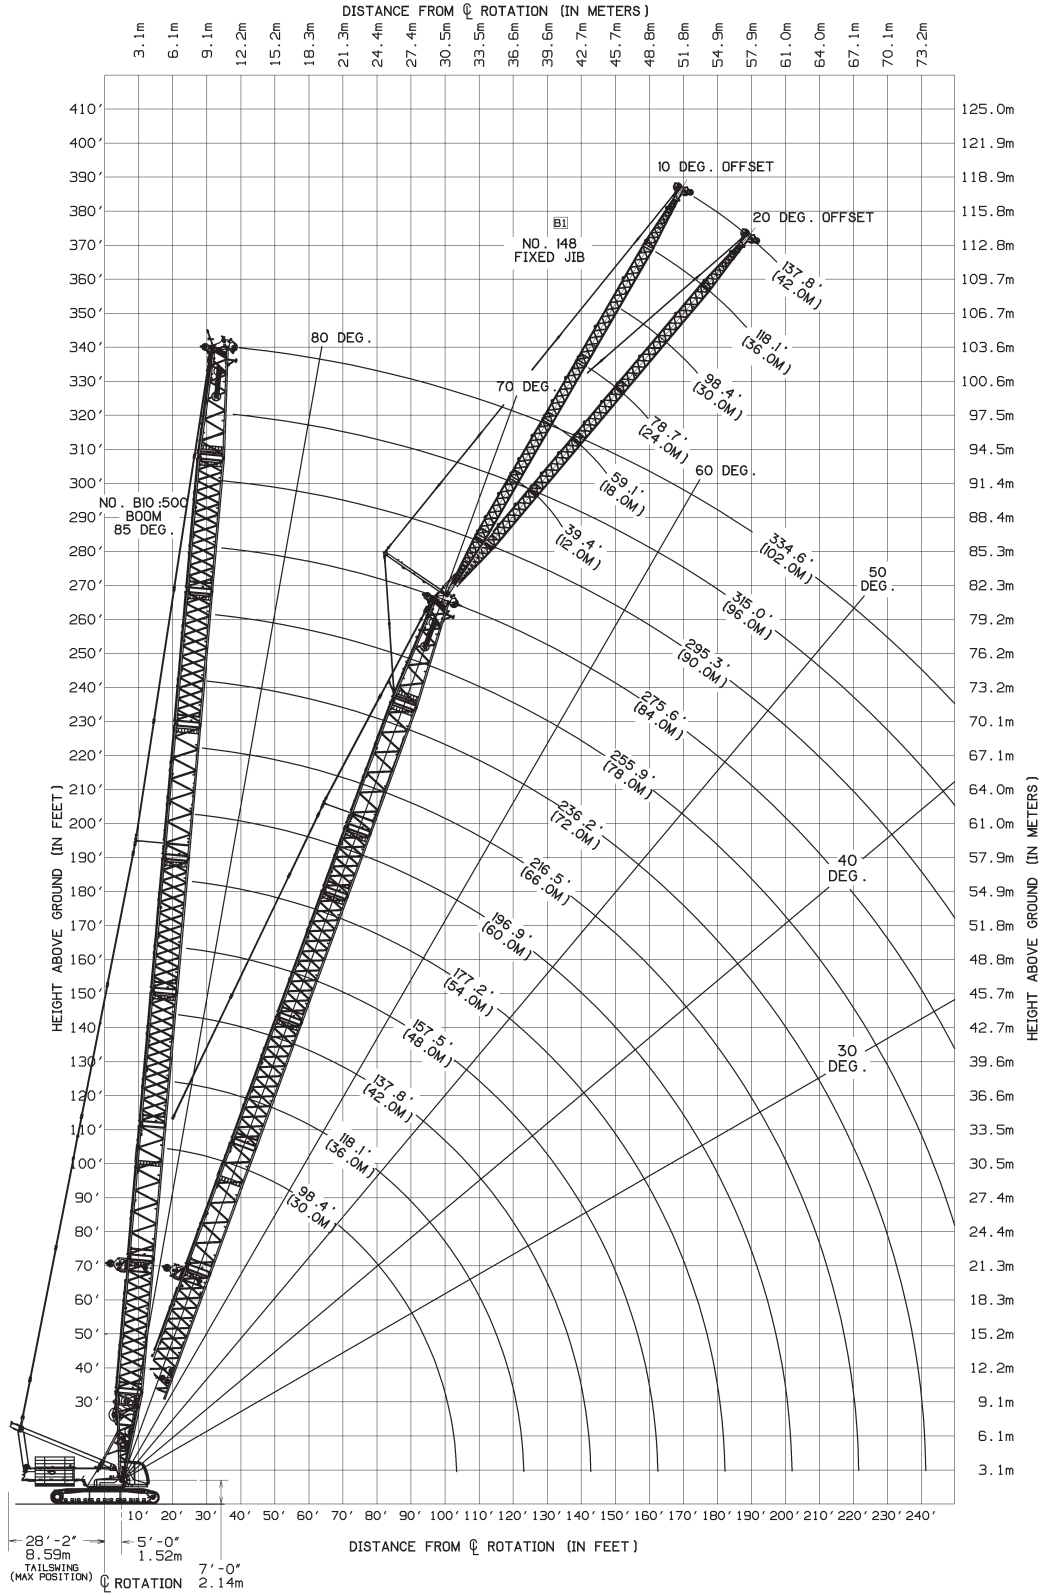 DISTANCE FROM ℄ ROTATION (IN METERS)
3.1m 6.1m 9.1m 12.2m 15.2m 18.3m 21.3m 24.4m 27.4m 30.5m 33.5m 36.6m 39.6m 42.7m 45.7m 48.8m 51.8m 54.9m 57.9m 61.0m 64.0m 67.1m 70.1m 73.2m
410' 125.0m
400' 121.9m
390' 118.9m
380' 115.8m
370' 112.8m
360' 109.7m
350' 106.7m
340' 103.6m
330' 100.6m
320' 97.5m
310' 94.5m
300' 91.4m
290' 88.4m
280' 85.3m
270' 82.3m
260' 79.2m
250' 76.2m
240' 73.2m
230' 70.1m
220' 67.1m
210' 64.0m
200' 61.0m
190' 57.9m
180' 54.9m
170' 51.8m
160' 48.8m
150' 45.7m
140' 42.7m
130' 39.6m
120' 36.6m
110' 33.5m
100' 30.5m
90' 27.4m
80' 24.4m
70' 21.3m
60' 18.3m
50' 15.2m
40' 12.2m
30' 9.1m
6.1m
3.1m
HEIGHT ABOVE GROUND (IN FEET)
HEIGHT ABOVE GROUND (IN METERS)
10 DEG. OFFSET
20 DEG. OFFSET
B1
NO. 148
FIXED JIB
137.8'
(42.0M)
118.1'
(36.0M)
98.4'
(30.0M)
78.7'
(24.0M)
59.1'
(18.0M)
39.4'
(12.0M)
80 DEG.
70 DEG.
60 DEG.
50
DEG.
40
DEG.
30
DEG.
NO. B10:500
BOOM
85 DEG.
334.6'
(102.0M)
315.0'
(96.0M)
295.3'
(90.0M)
275.6'
(84.0M)
255.9'
(78.0M)
236.2'
(72.0M)
216.5'
(66.0M)
196.9'
(60.0M)
177.2'
(54.0M)
157.5'
(48.0M)
137.8'
(42.0M)
118.1'
(36.0M)
98.4'
(30.0M)
10' 20' 30' 40' 50' 60' 70' 80' 90' 100' 110' 120' 130' 140' 150' 160' 170' 180' 190' 200' 210' 220' 230' 240'
DISTANCE FROM ℄ ROTATION (IN FEET)
28'-2"
8.59m
TAILSWING
(MAX POSITION)
5'-0"
1.52m
℄ ROTATION
7'-0"
2.14m